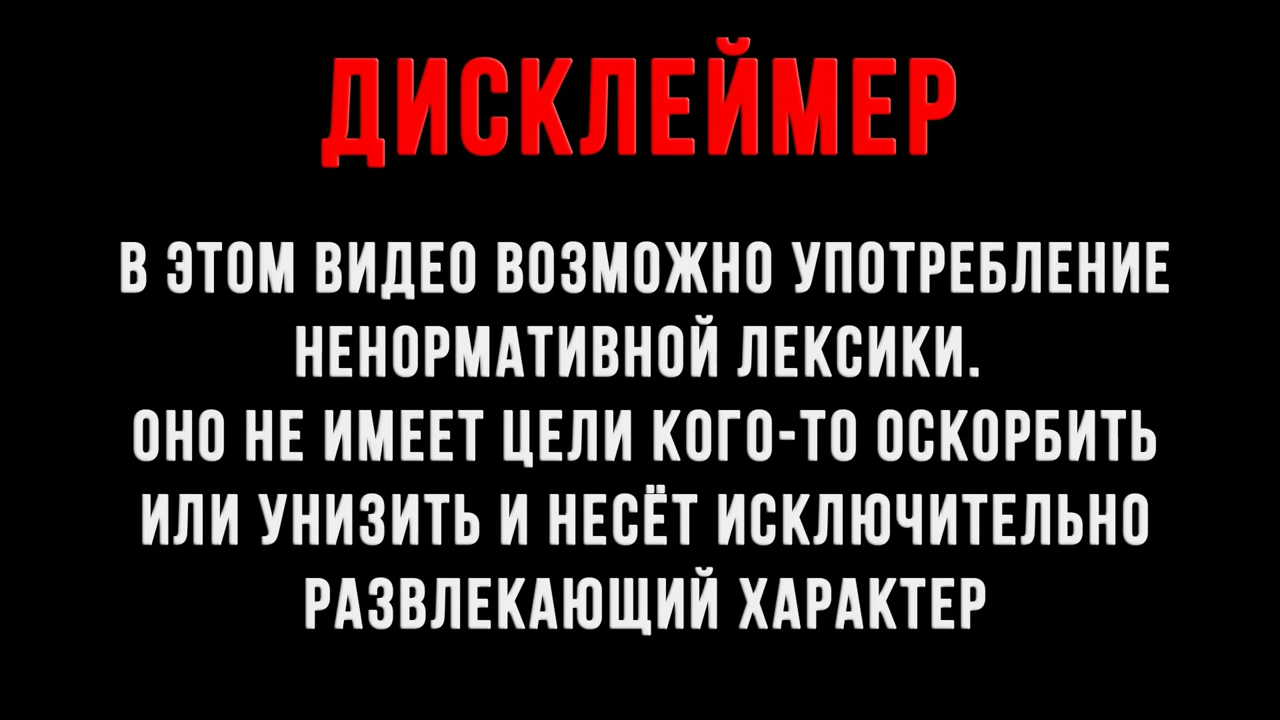 ДИСКЛЕЙМЕР
В ЭТОМ ВИДЕО ВОЗМОЖНО УПОТРЕБЛЕНИЕ
НЕНОРМАТИВНОЙ ЛЕКСИКИ.
ОНО НЕ ИМЕЕТ ЦЕЛИ КОГО-ТО ОСКОРБИТЬ
ИЛИ УНИЗИТЬ И НЕСЁТ ИСКЛЮЧИТЕЛЬНО
РАЗВЛЕКАЮЩИЙ ХАРАКТЕР